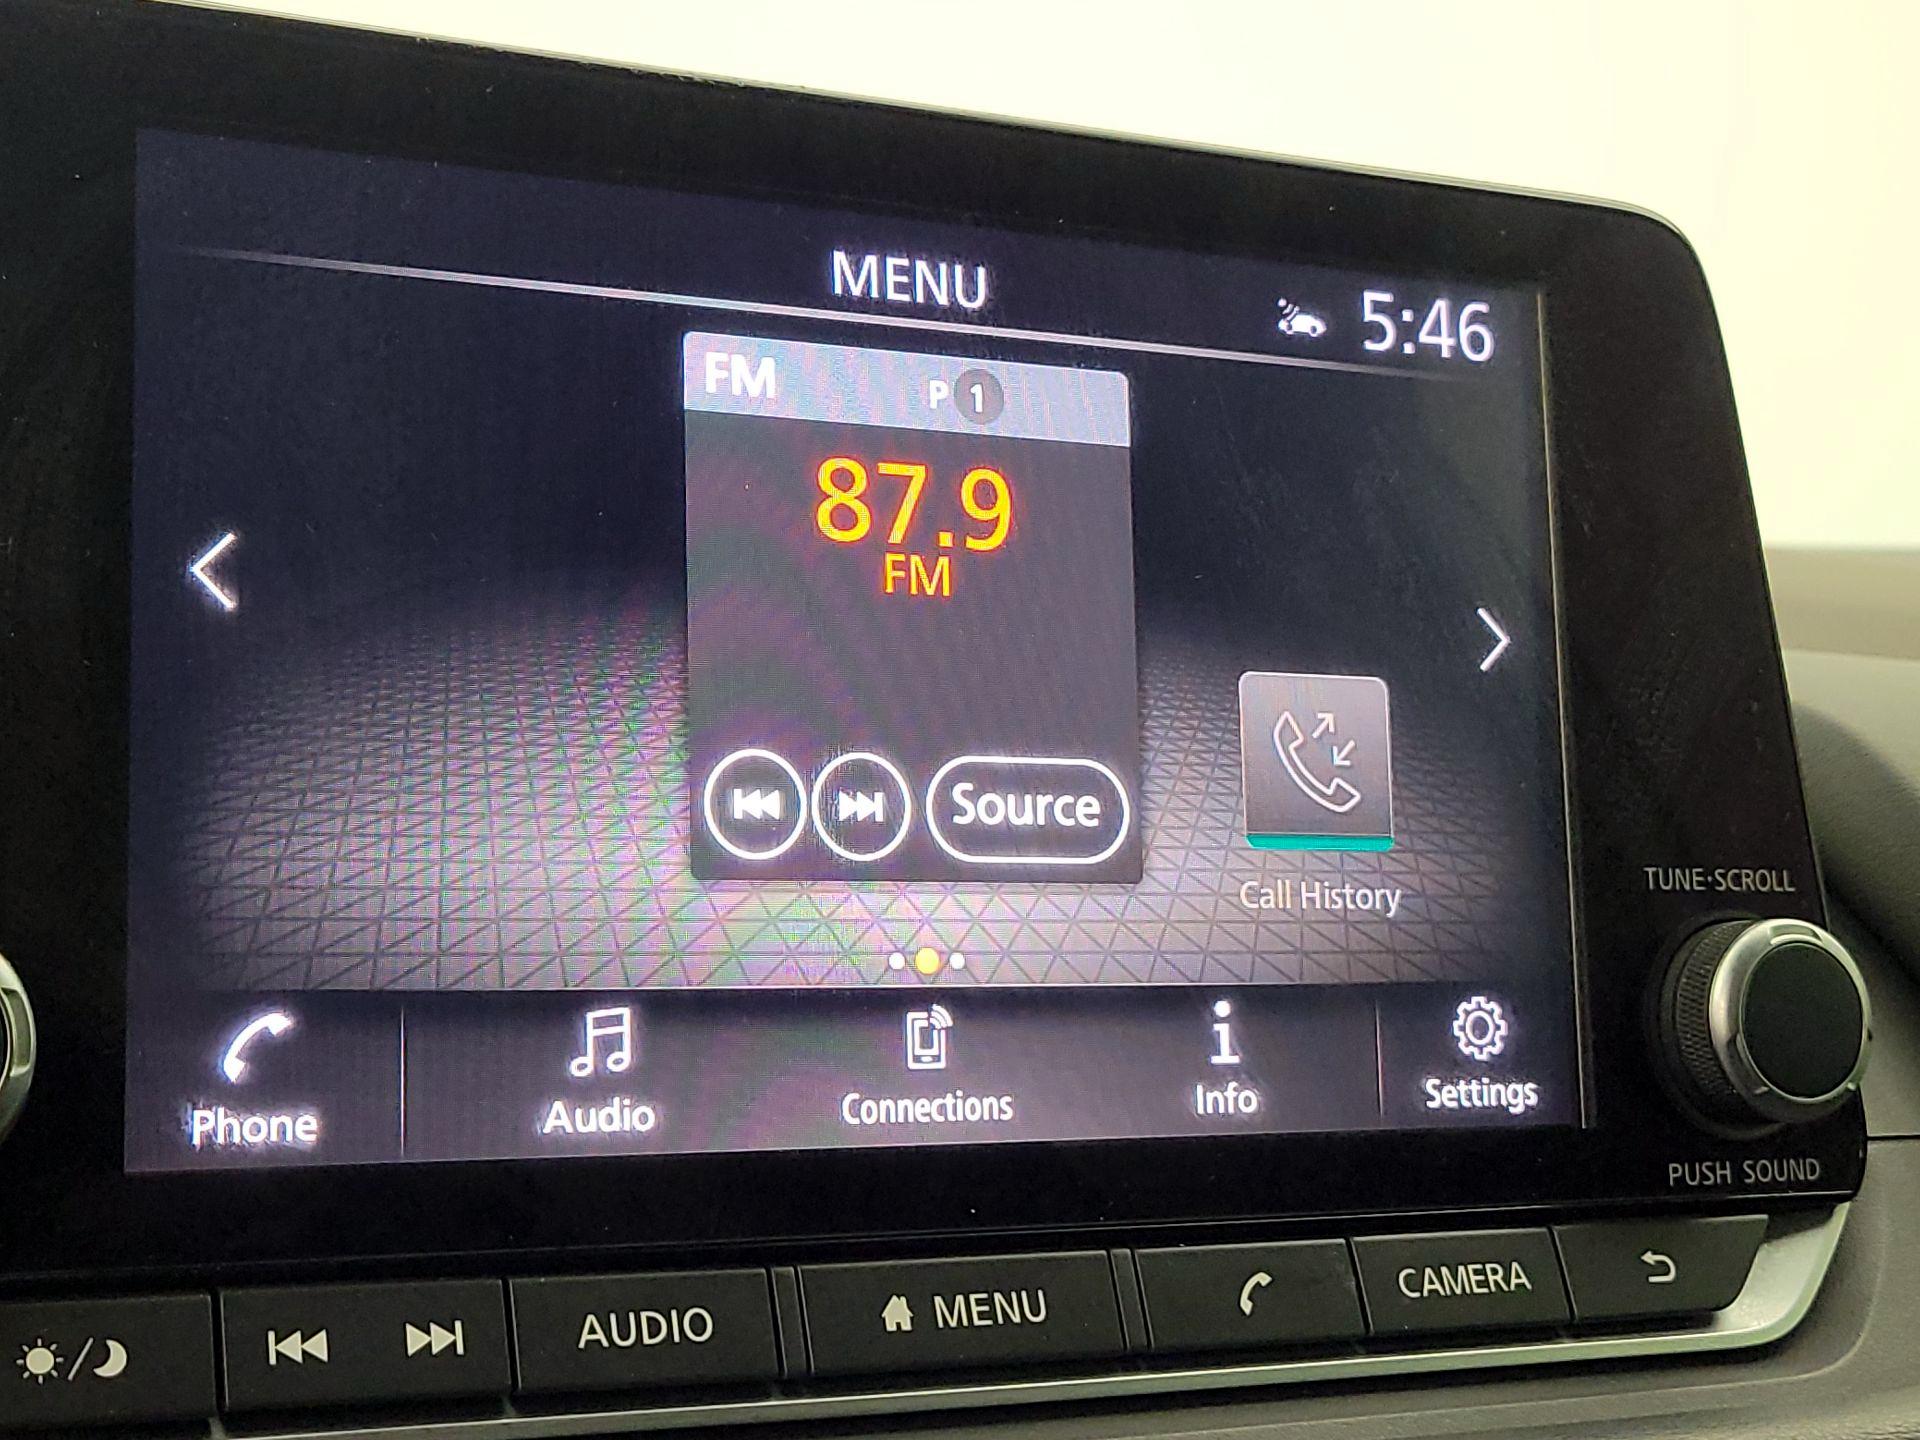 MENU
5:46
FM P 1
87.9
FM
Source
Call History
Phone Audio Connections Info Settings
TUNE·SCROLL
PUSH SOUND
AUDIO MENU CAMERA